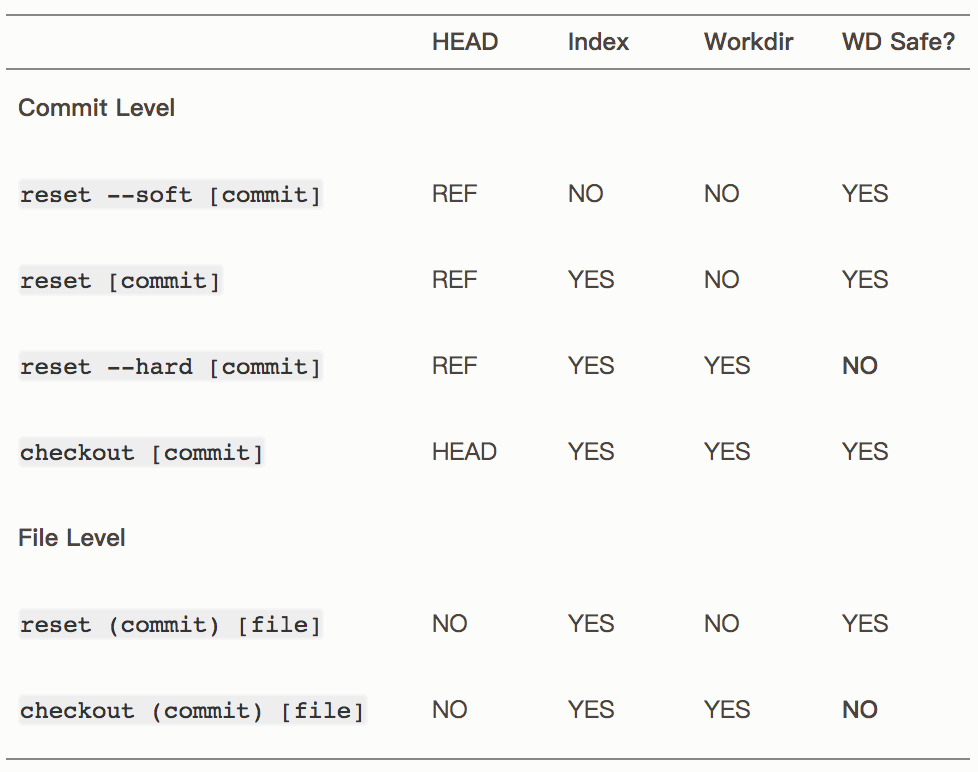 HEAD Index Workdir WD Safe?
Commit Level
reset --soft [commit] REF NO NO YES
reset [commit] REF YES NO YES
reset --hard [commit] REF YES YES NO
checkout [commit] HEAD YES YES YES
File Level
reset (commit) [file] NO YES NO YES
checkout (commit) [file] NO YES YES NO